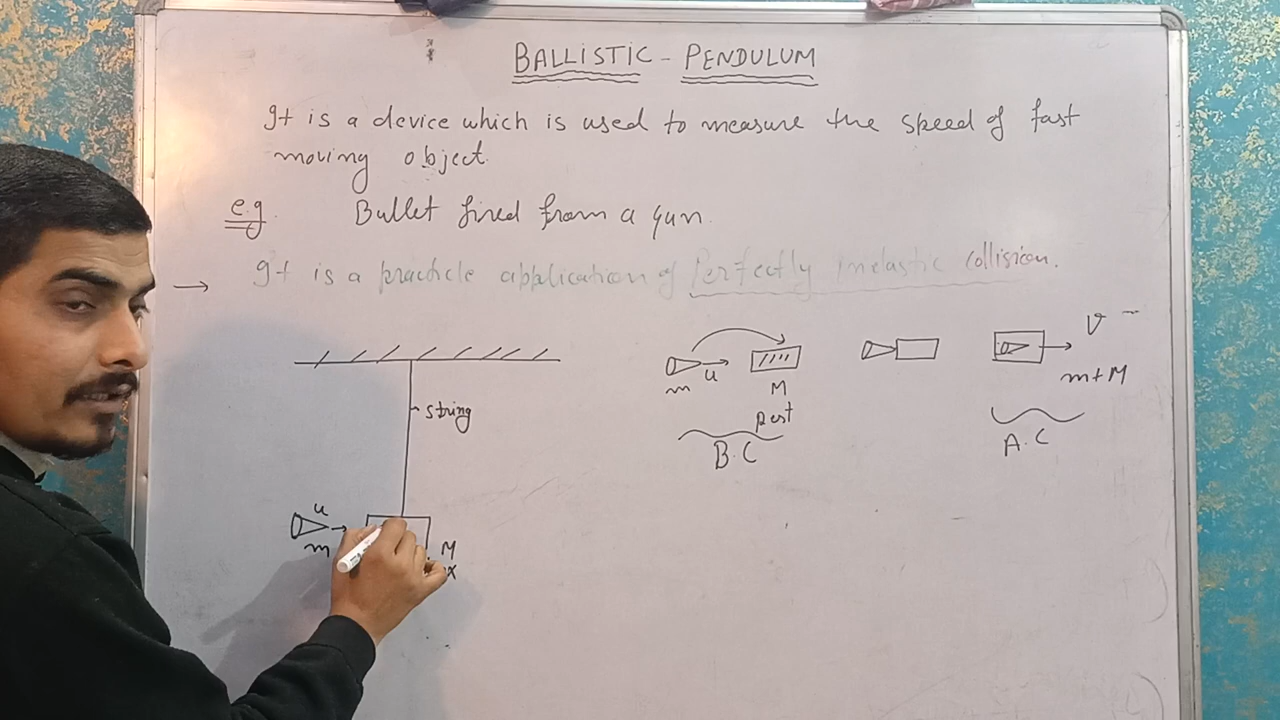 BALLISTIC - PENDULUM
It is a device which is used to measure the speed of fast
moving object.
e.g. Bullet fired from a gun.
→ It is a practicle application of Perfectly inelastic collision.
string
u
m
M
m
u
M
Rest
B.C
V
m+M
A.C